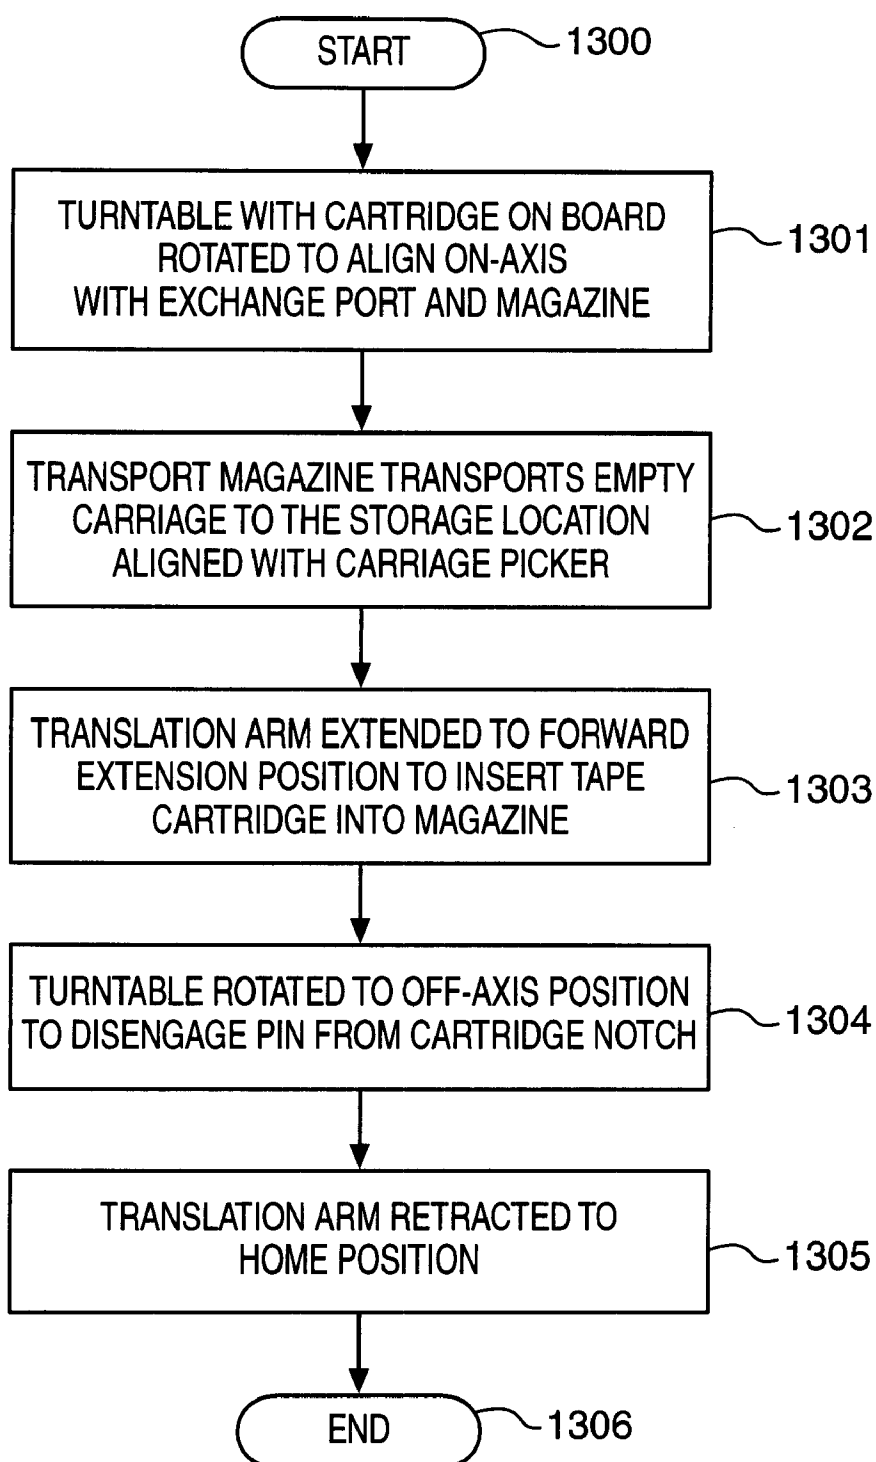 START
1300
TURNTABLE WITH CARTRIDGE ON BOARD
ROTATED TO ALIGN ON-AXIS
WITH EXCHANGE PORT AND MAGAZINE
1301
TRANSPORT MAGAZINE TRANSPORTS EMPTY
CARRIAGE TO THE STORAGE LOCATION
ALIGNED WITH CARRIAGE PICKER
1302
TRANSLATION ARM EXTENDED TO FORWARD
EXTENSION POSITION TO INSERT TAPE
CARTRIDGE INTO MAGAZINE
1303
TURNTABLE ROTATED TO OFF-AXIS POSITION
TO DISENGAGE PIN FROM CARTRIDGE NOTCH
1304
TRANSLATION ARM RETRACTED TO
HOME POSITION
1305
END
1306